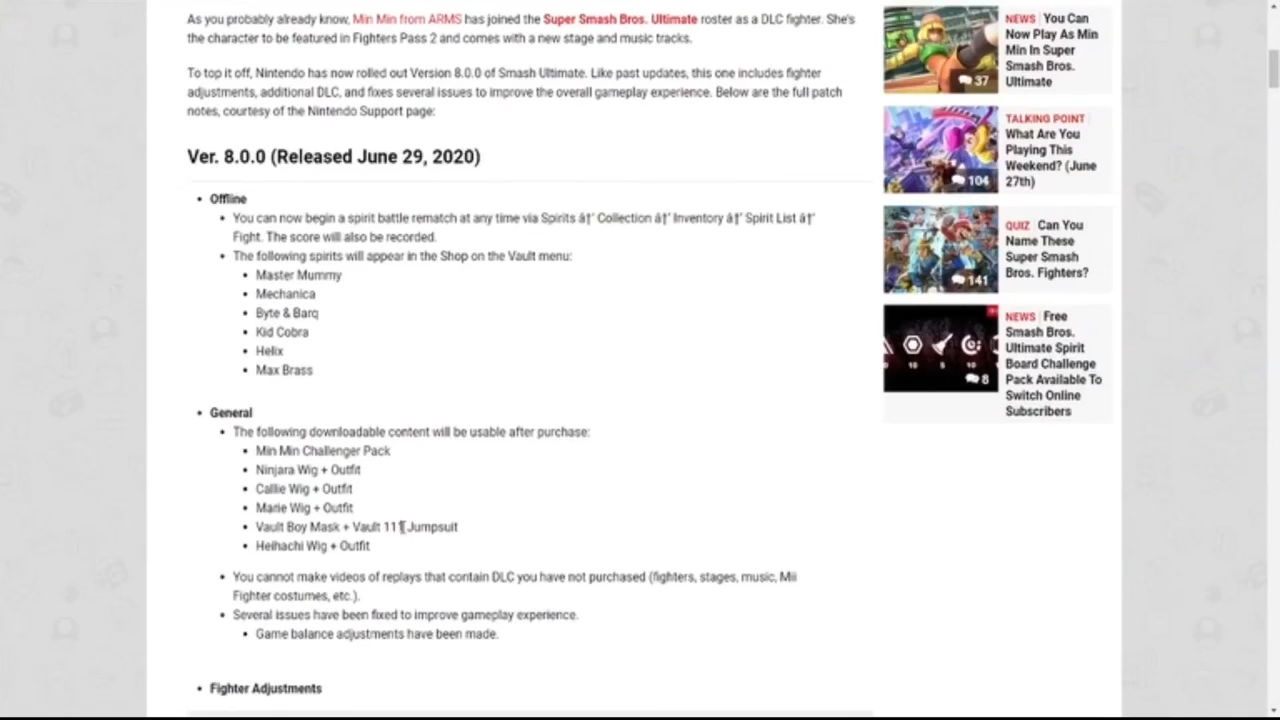 As you probably already know, Min Min from ARMS has joined the Super Smash Bros. Ultimate roster as a DLC fighter. She's
the character to be featured in Fighters Pass 2 and comes with a new stage and music tracks.
To top it off, Nintendo has now rolled out Version 8.0.0 of Smash Ultimate. Like past updates, this one includes fighter
adjustments, additional DLC, and fixes several issues to improve the overall gameplay experience. Below are the full patch
notes, courtesy of the Nintendo Support page:
Ver. 8.0.0 (Released June 29, 2020)
• Offline
• You can now begin a spirit battle rematch at any time via Spirits â†’ Collection â†’ Inventory â†’ Spirit List â†’
Fight. The score will also be recorded.
• The following spirits will appear in the Shop on the Vault menu:
• Master Mummy
• Mechanica
• Byte & Barq
• Kid Cobra
• Helix
• Max Brass
• General
• The following downloadable content will be usable after purchase:
• Min Min Challenger Pack
• Ninjara Wig + Outfit
• Callie Wig + Outfit
• Marie Wig + Outfit
• Vault Boy Mask + Vault 111 Jumpsuit
• Heihachi Wig + Outfit
• You cannot make videos of replays that contain DLC you have not purchased (fighters, stages, music, Mii
Fighter costumes, etc.).
• Several issues have been fixed to improve gameplay experience.
• Game balance adjustments have been made.
• Fighter Adjustments
NEWS You Can
Now Play As Min
Min In Super
Smash Bros.
Ultimate
37
TALKING POINT
What Are You
Playing This
Weekend? (June
27th)
104
QUIZ Can You
Name These
Super Smash
Bros. Fighters?
141
NEWS Free
Smash Bros.
Ultimate Spirit
Board Challenge
Pack Available To
Switch Online
Subscribers
10 5 10
8